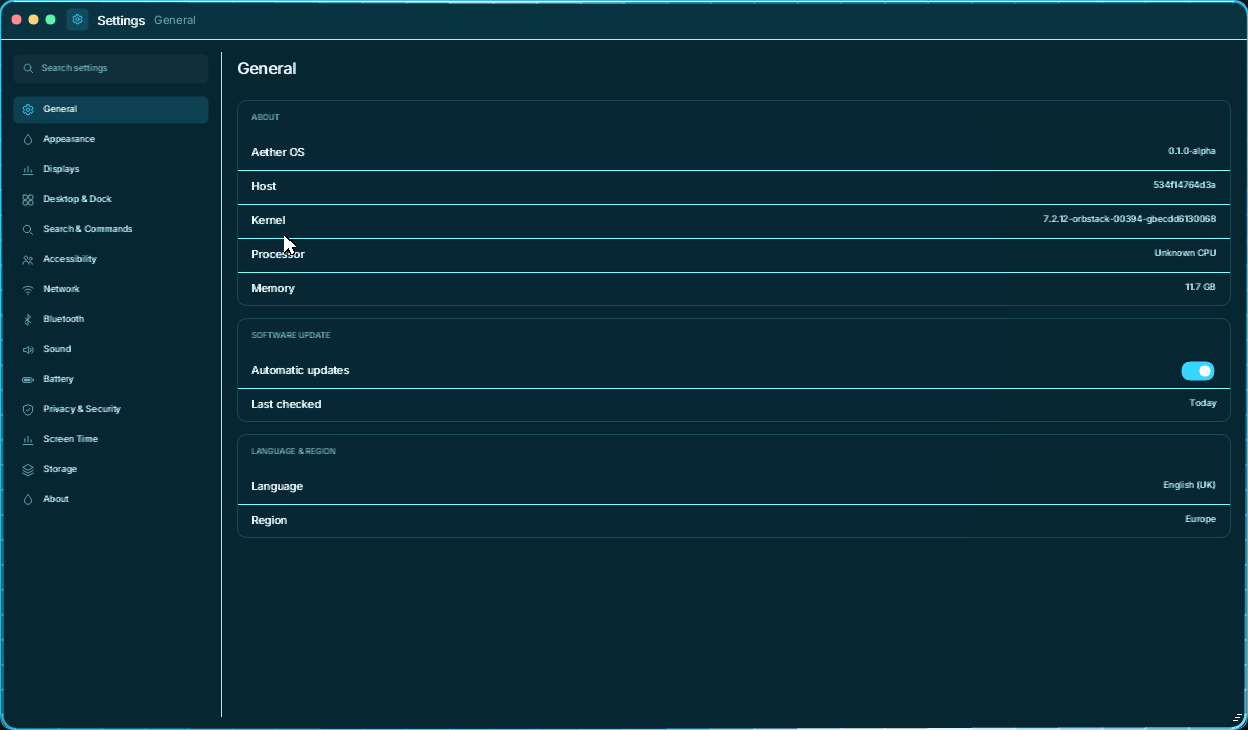 Settings General
Search settings
General
Appearance
Displays
Desktop & Dock
Search & Commands
Accessibility
Network
Bluetooth
Sound
Battery
Privacy & Security
Screen Time
Storage
About
General
ABOUT
Aether OS 0.1.0-alpha
Host 534f14764d3a
Kernel 7.2.12-orbstack-00394-gbecdd6130068
Processor Unknown CPU
Memory 11.7 GB
SOFTWARE UPDATE
Automatic updates
Last checked Today
LANGUAGE & REGION
Language English (UK)
Region Europe